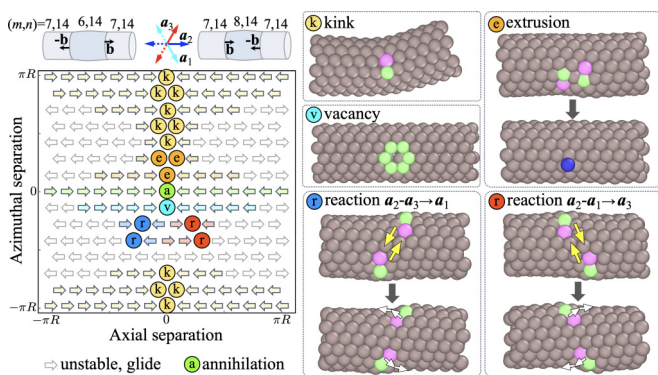 (m,n)=7,14 6,14 7,14
-b b
a3
a2
a1
7,14 8,14 7,14
b -b
πR
k
k k
k
k k
k
e e
e
a
v
r r
r r
k
k k
k
0
−πR
Azimuthal separation
−πR 0 πR
Axial separation
unstable, glide
a annihilation
k kink
e extrusion
v vacancy
r reaction a2-a3→a1
r reaction a2-a1→a3